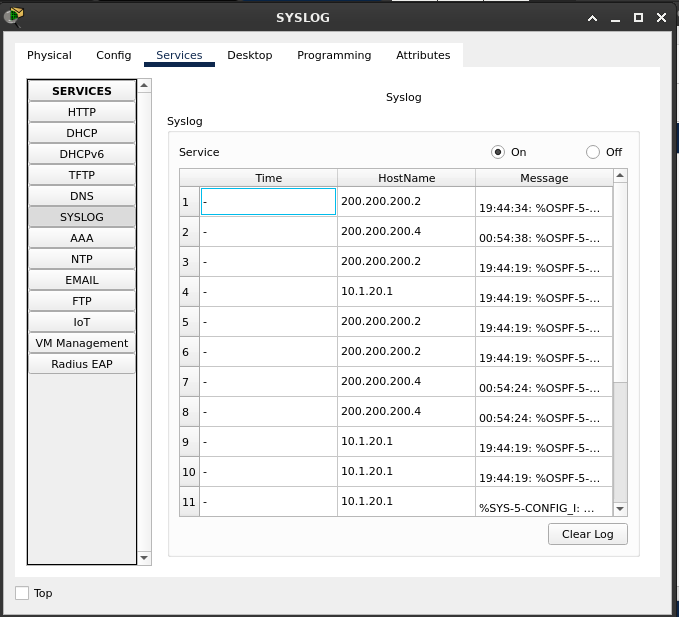 SYSLOG
Physical Config Services Desktop Programming Attributes
SERVICES
HTTP
DHCP
DHCPv6
TFTP
DNS
SYSLOG
AAA
NTP
EMAIL
FTP
IoT
VM Management
Radius EAP
Syslog
Syslog
Service On Off
Time HostName Message
1 - 200.200.200.2 19:44:34: %OSPF-5-...
2 - 200.200.200.4 00:54:38: %OSPF-5-...
3 - 200.200.200.2 19:44:19: %OSPF-5-...
4 - 10.1.20.1 19:44:19: %OSPF-5-...
5 - 200.200.200.2 19:44:19: %OSPF-5-...
6 - 200.200.200.2 19:44:19: %OSPF-5-...
7 - 200.200.200.4 00:54:24: %OSPF-5-...
8 - 200.200.200.4 00:54:24: %OSPF-5-...
9 - 10.1.20.1 19:44:19: %OSPF-5-...
10 - 10.1.20.1 19:44:19: %OSPF-5-...
11 - 10.1.20.1 %SYS-5-CONFIG_I: ...
Clear Log
Top